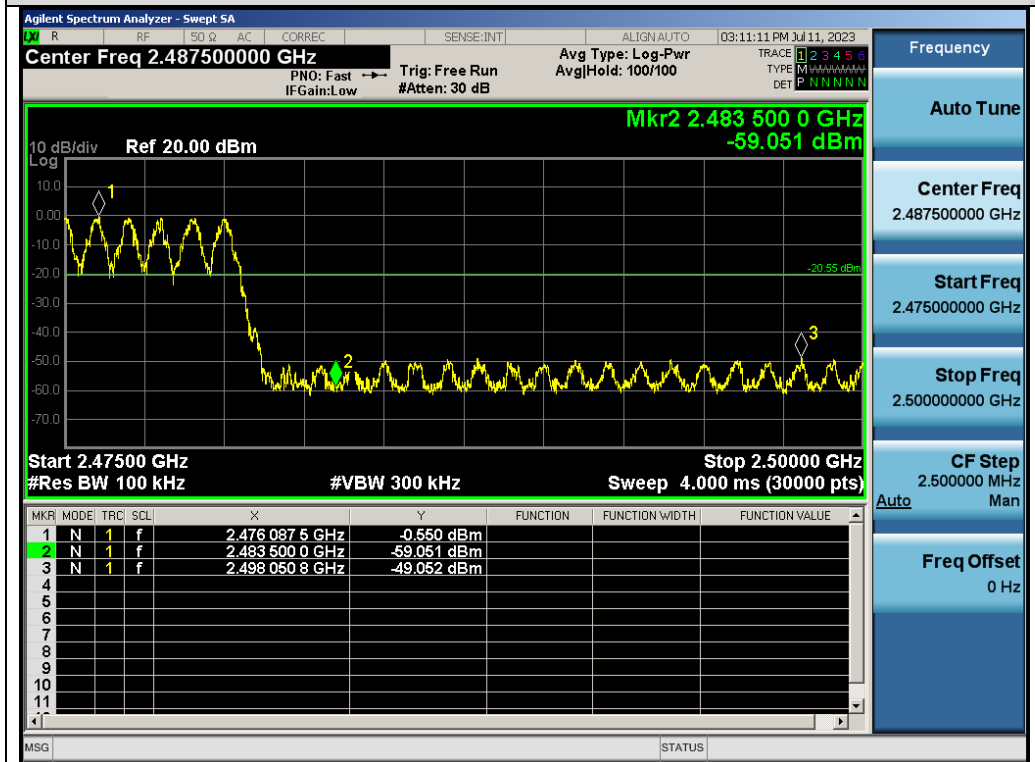 Agilent Spectrum Analyzer - Swept SA
LXI R RF 50 Ω AC CORREC SENSE:INT ALIGN AUTO 03:11:11 PM Jul 11, 2023
Center Freq 2.487500000 GHz
PNO: Fast
IFGain:Low
Trig: Free Run
#Atten: 30 dB
Avg Type: Log-Pwr
Avg|Hold: 100/100
TRACE 1 2 3 4 5 6
TYPE M
DET P N N N N N
Mkr2 2.483 500 0 GHz
-59.051 dBm
10 dB/div Ref 20.00 dBm
Log
10.0
0.00
-10.0
-20.0
-30.0
-40.0
-50.0
-60.0
-70.0
1
-20.55 dBm
2
3
Start 2.47500 GHz Stop 2.50000 GHz
#Res BW 100 kHz #VBW 300 kHz Sweep 4.000 ms (30000 pts)
MKR MODE TRC SCL X Y FUNCTION FUNCTION WIDTH FUNCTION VALUE
1 N 1 f 2.476 087 5 GHz -0.550 dBm
2 N 1 f 2.483 500 0 GHz -59.051 dBm
3 N 1 f 2.498 050 8 GHz -49.052 dBm
4
5
6
7
8
9
10
11
MSG STATUS
Frequency
Auto Tune
Center Freq
2.487500000 GHz
Start Freq
2.475000000 GHz
Stop Freq
2.500000000 GHz
CF Step
2.500000 MHz
Auto Man
Freq Offset
0 Hz